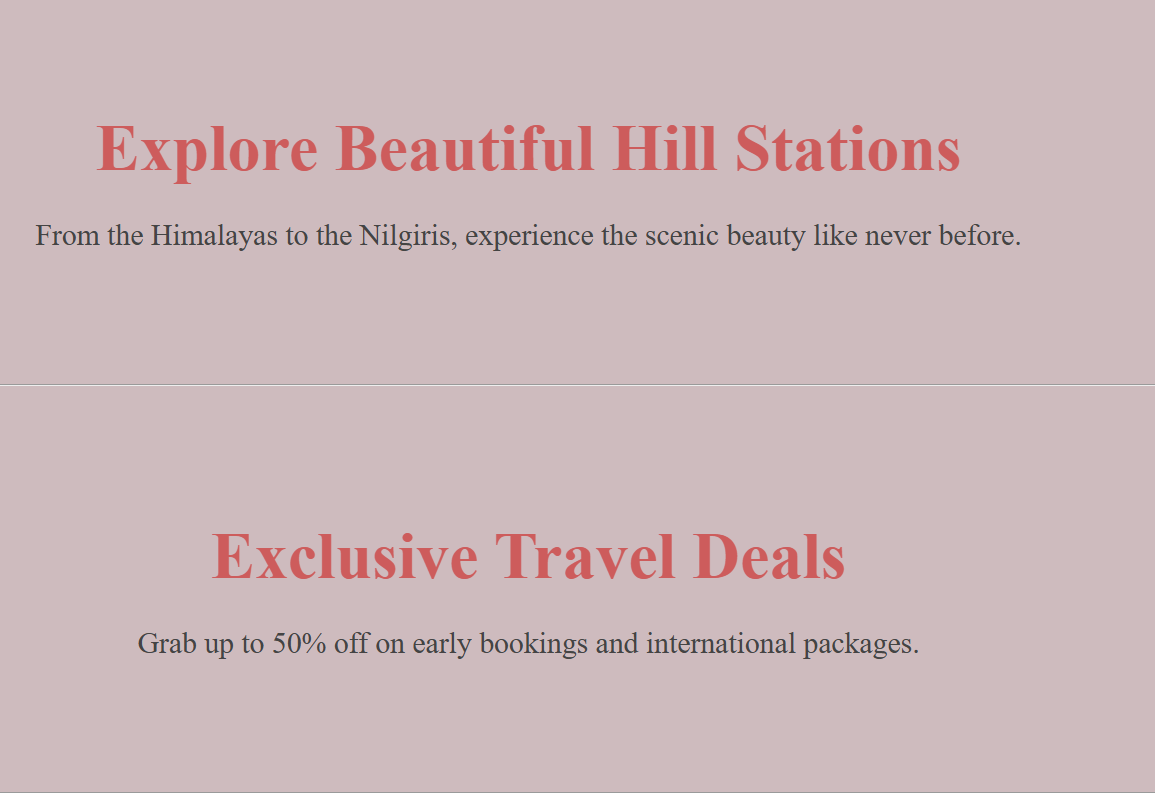 Explore Beautiful Hill Stations
From the Himalayas to the Nilgiris, experience the scenic beauty like never before.
Exclusive Travel Deals
Grab up to 50% off on early bookings and international packages.